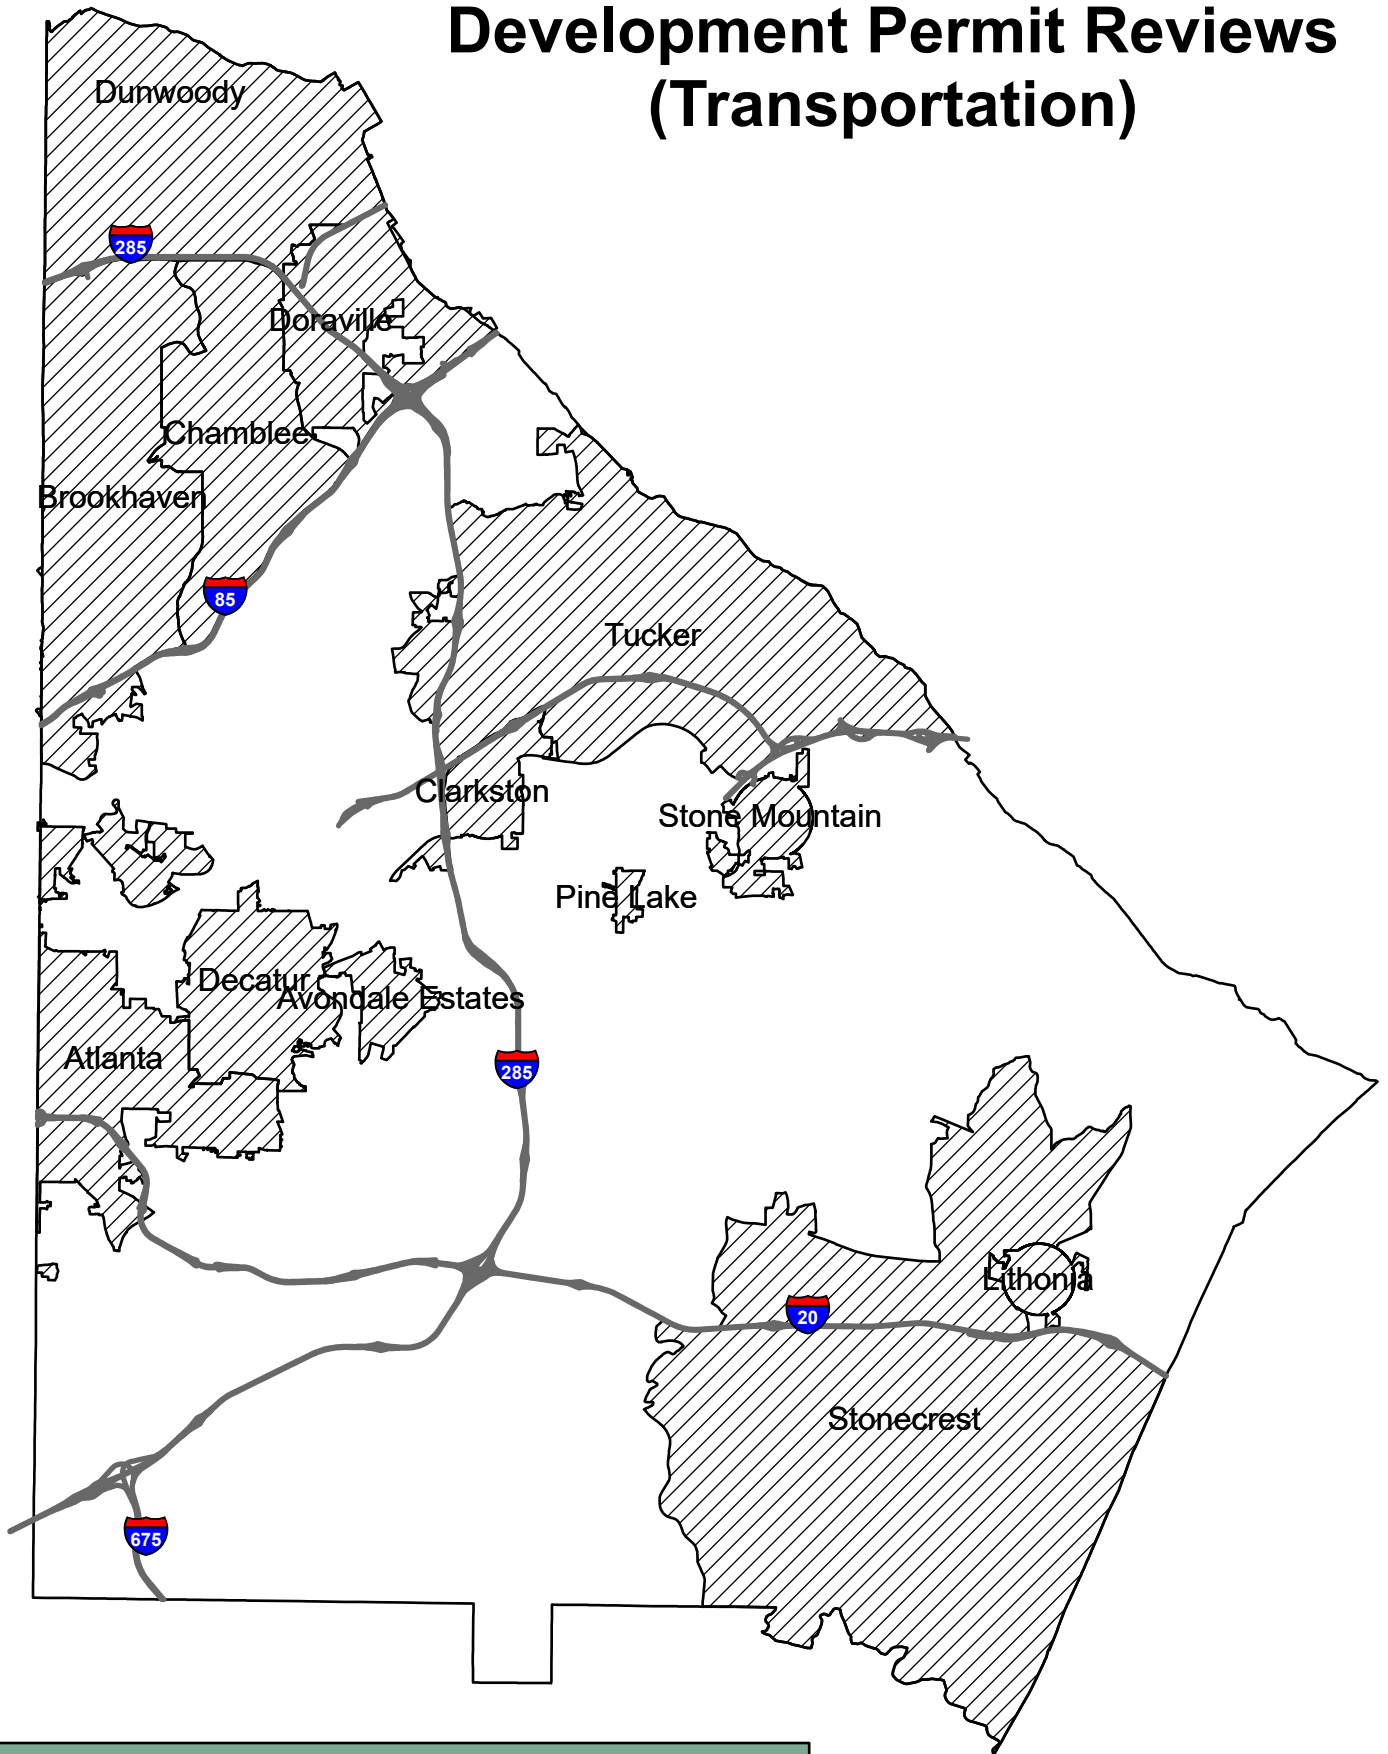 Development Permit Reviews
(Transportation)
Dunwoody
285
Doraville
Chamblee
Brookhaven
85
Tucker
Clarkston
Stone Mountain
Pine Lake
Decatur
Avondale Estates
Atlanta
285
Lithonia
20
Stonecrest
675